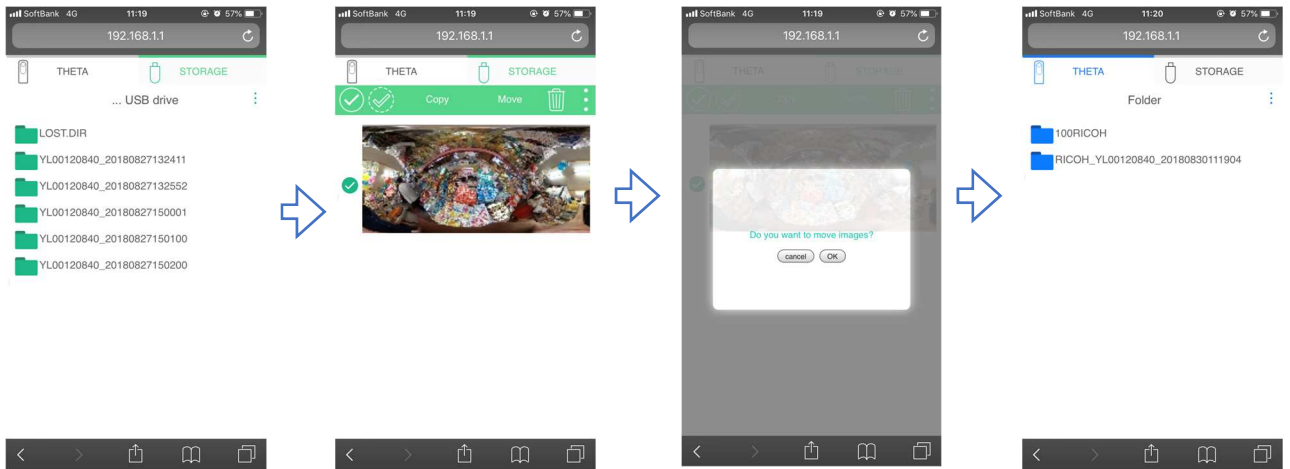 SoftBank 4G 11:19 57%
192.168.1.1
THETA STORAGE
... USB drive
LOST.DIR
YL00120840_20180827132411
YL00120840_20180827132552
YL00120840_20180827150001
YL00120840_20180827150100
YL00120840_20180827150200
SoftBank 4G 11:19 57%
192.168.1.1
THETA STORAGE
Copy Move
SoftBank 4G 11:19 57%
192.168.1.1
THETA STORAGE
Do you want to move images?
cancel OK
SoftBank 4G 11:20 57%
192.168.1.1
THETA STORAGE
Folder
100RICOH
RICOH_YL00120840_20180830111904